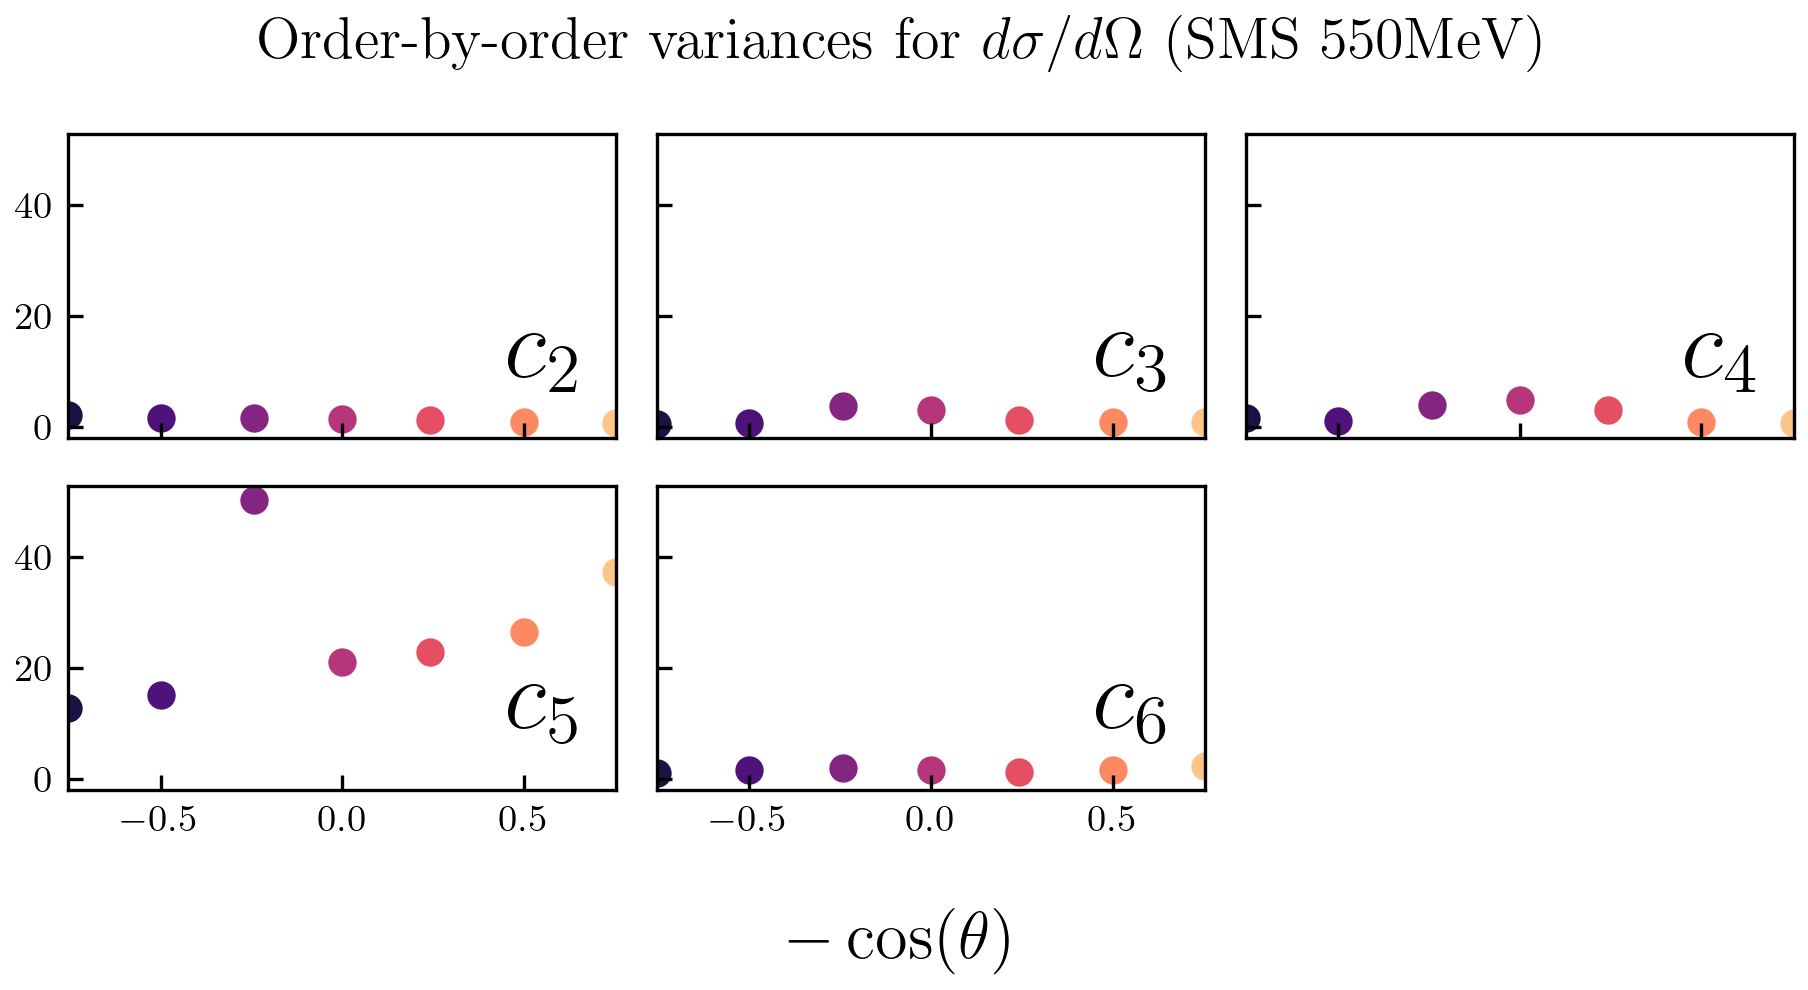 Order-by-order variances for dσ/dΩ (SMS 550MeV)
40
20
0
c₂
c₃
c₄
40
20
0
c₅
c₆
−0.5 0.0 0.5
−0.5 0.0 0.5
− cos(θ)